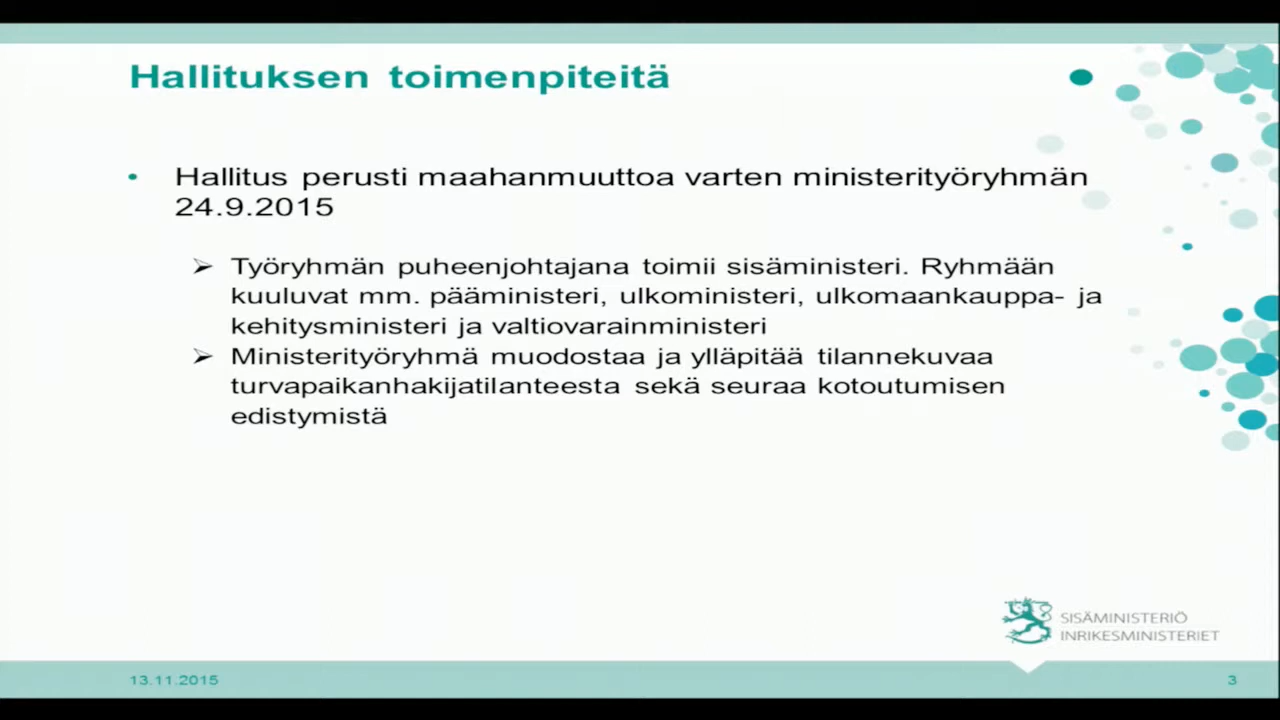 Hallituksen toimenpiteitä
• Hallitus perusti maahanmuuttoa varten ministerityöryhmän
24.9.2015
➢ Työryhmän puheenjohtajana toimii sisäministeri. Ryhmään
kuuluvat mm. pääministeri, ulkoministeri, ulkomaankauppa- ja
kehitysministeri ja valtiovarainministeri
➢ Ministerityöryhmä muodostaa ja ylläpitää tilannekuvaa
turvapaikanhakijatilanteesta sekä seuraa kotoutumisen
edistymistä
SISÄMINISTERIÖ
INRIKESMINISTERIET
13.11.2015
3